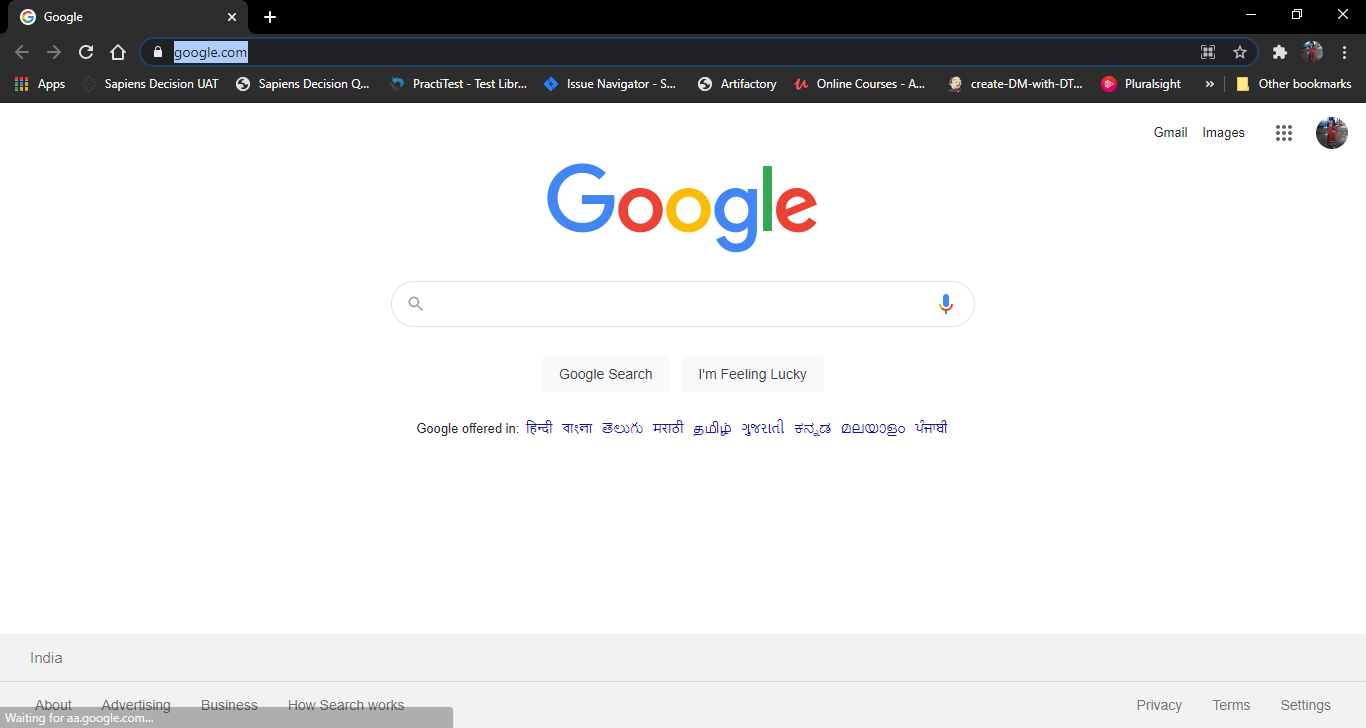 Google
google.com
Apps Sapiens Decision UAT Sapiens Decision Q... PractiTest - Test Libr... Issue Navigator - S... Artifactory Online Courses - A... create-DM-with-DT... Pluralsight » Other bookmarks
Gmail Images
Google
Google Search I'm Feeling Lucky
Google offered in: हिन्दी বাংলা తెలుగు मराठी தமிழ் ગુજરાતી ಕನ್ನಡ മലയാളം ਪੰਜਾਬੀ
India
About Advertising Business How Search works Privacy Terms Settings
Waiting for aa.google.com...